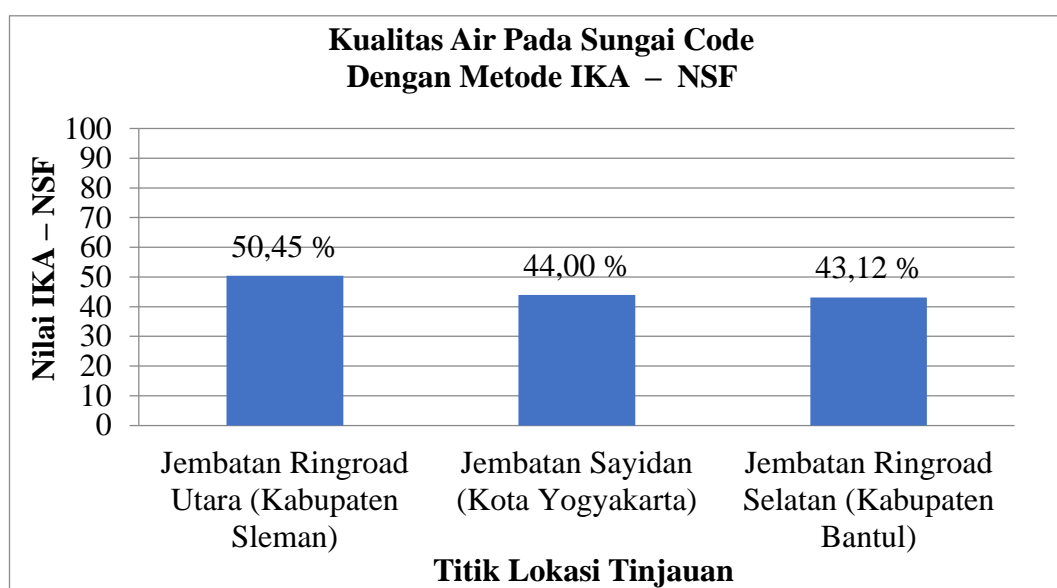 Kualitas Air Pada Sungai Code
Dengan Metode IKA – NSF
Nilai IKA – NSF
100
90
80
70
60
50
40
30
20
10
0
50,45 %
44,00 %
43,12 %
Jembatan Ringroad
Utara (Kabupaten
Sleman)
Jembatan Sayidan
(Kota Yogyakarta)
Jembatan Ringroad
Selatan (Kabupaten
Bantul)
Titik Lokasi Tinjauan